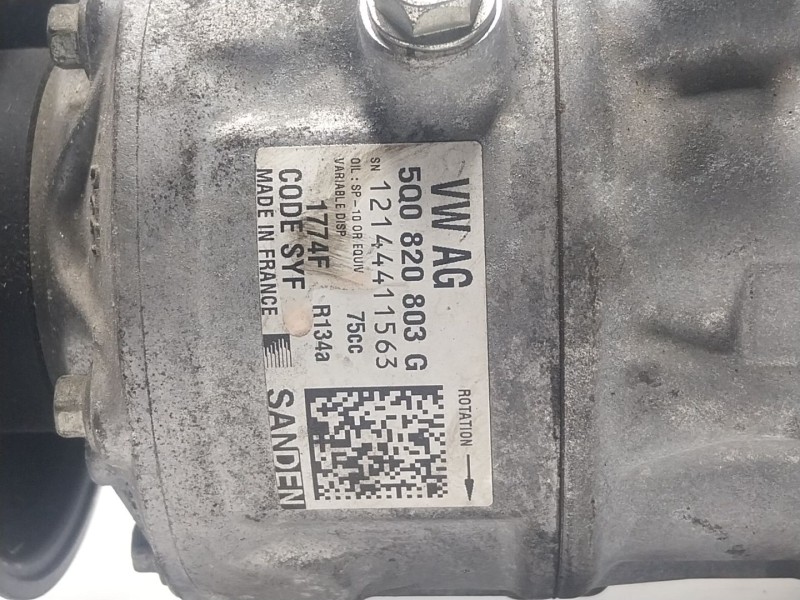 VW AG
5Q0 820 803 G
SN 12144411563
OIL : SP - 10 OR EQUIV 75CC
VARIABLE DISP
1774F R134a
CODE SYF
MADE IN FRANCE
SANDEN
ROTATION